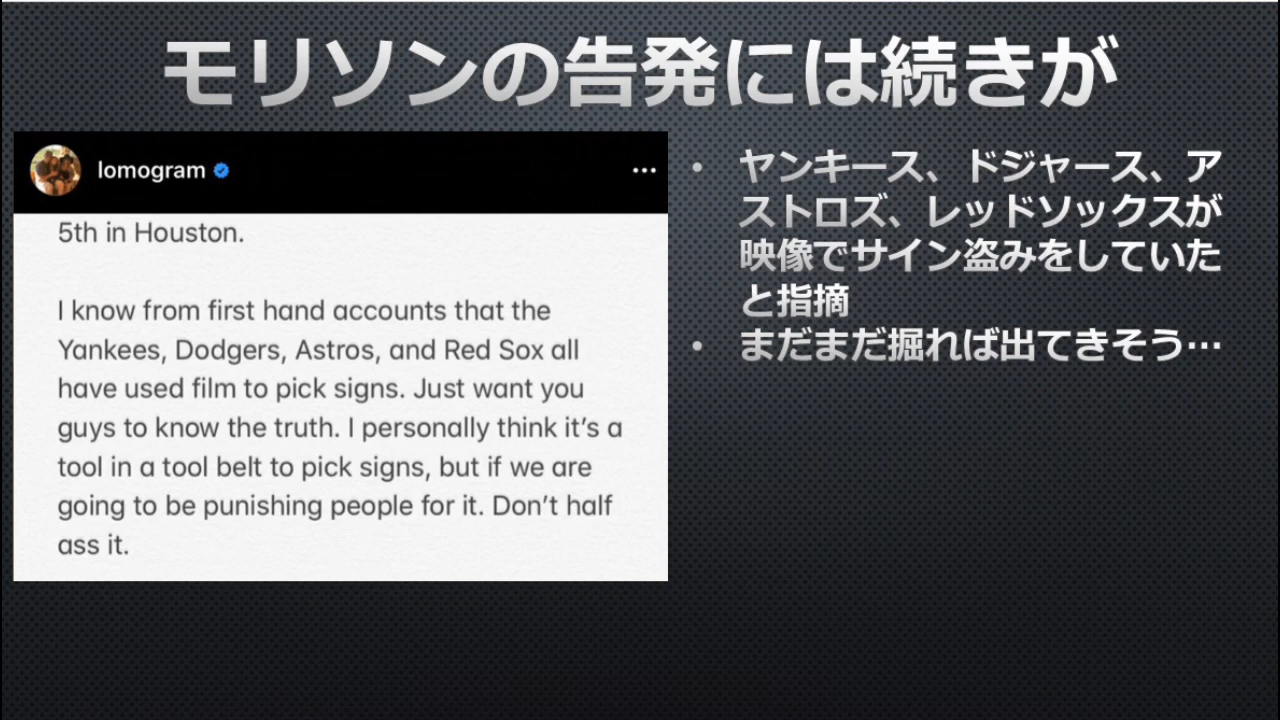 モリソンの告発には続きが
lomogram
5th in Houston.
I know from first hand accounts that the
Yankees, Dodgers, Astros, and Red Sox all
have used film to pick signs. Just want you
guys to know the truth. I personally think it’s a
tool in a tool belt to pick signs, but if we are
going to be punishing people for it. Don’t half
ass it.
• ヤンキース、ドジャース、ア
ストロズ、レッドソックスが
映像でサイン盗みをしていた
と指摘
• まだまだ掘れば出てきそう…